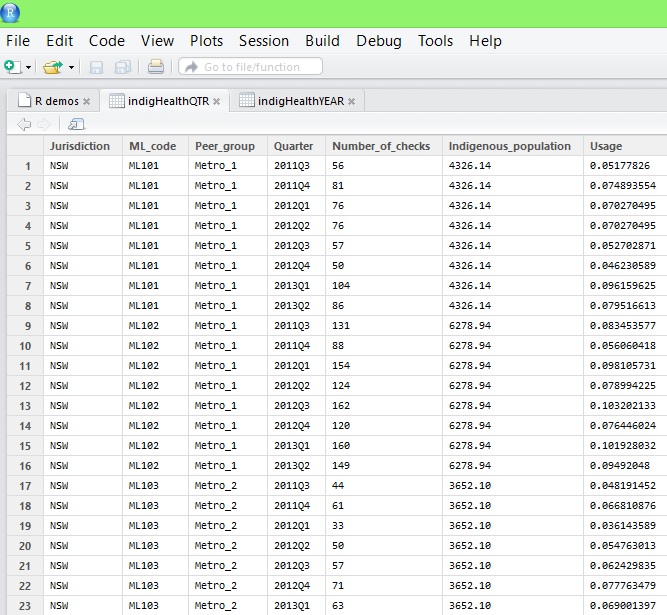 R
File Edit Code View Plots Session Build Debug Tools Help
Go to file/function
R demos indigHealthQTR indigHealthYEAR
Jurisdiction ML_code Peer_group Quarter Number_of_checks Indigenous_population Usage
1 NSW ML101 Metro_1 2011Q3 56 4326.14 0.05177826
2 NSW ML101 Metro_1 2011Q4 81 4326.14 0.074893554
3 NSW ML101 Metro_1 2012Q1 76 4326.14 0.070270495
4 NSW ML101 Metro_1 2012Q2 76 4326.14 0.070270495
5 NSW ML101 Metro_1 2012Q3 57 4326.14 0.052702871
6 NSW ML101 Metro_1 2012Q4 50 4326.14 0.046230589
7 NSW ML101 Metro_1 2013Q1 104 4326.14 0.096159625
8 NSW ML101 Metro_1 2013Q2 86 4326.14 0.079516613
9 NSW ML102 Metro_1 2011Q3 131 6278.94 0.083453577
10 NSW ML102 Metro_1 2011Q4 88 6278.94 0.056060418
11 NSW ML102 Metro_1 2012Q1 154 6278.94 0.098105731
12 NSW ML102 Metro_1 2012Q2 124 6278.94 0.078994225
13 NSW ML102 Metro_1 2012Q3 162 6278.94 0.103202133
14 NSW ML102 Metro_1 2012Q4 120 6278.94 0.076446024
15 NSW ML102 Metro_1 2013Q1 160 6278.94 0.101928032
16 NSW ML102 Metro_1 2013Q2 149 6278.94 0.09492048
17 NSW ML103 Metro_2 2011Q3 44 3652.10 0.048191452
18 NSW ML103 Metro_2 2011Q4 61 3652.10 0.066810876
19 NSW ML103 Metro_2 2012Q1 33 3652.10 0.036143589
20 NSW ML103 Metro_2 2012Q2 50 3652.10 0.054763013
21 NSW ML103 Metro_2 2012Q3 57 3652.10 0.062429835
22 NSW ML103 Metro_2 2012Q4 71 3652.10 0.077763479
23 NSW ML103 Metro_2 2013Q1 63 3652.10 0.069001397